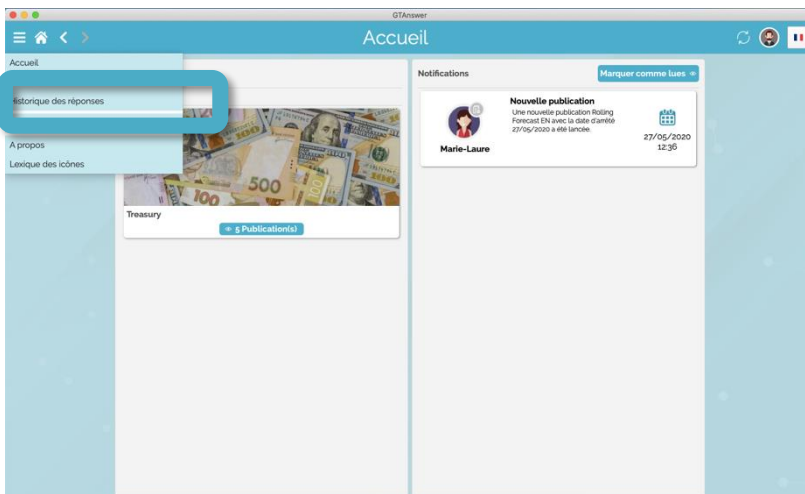 GTAnswer
Accueil
Accueil
Historique des réponses
A propos
Lexique des icônes
Treasury
5 Publication(s)
Notifications
Marquer comme lues
Nouvelle publication
Une nouvelle publication Rolling
Forecast EN avec la date d'arrêté
27/05/2020 a été lancée.
Marie-Laure
27/05/2020
12:36